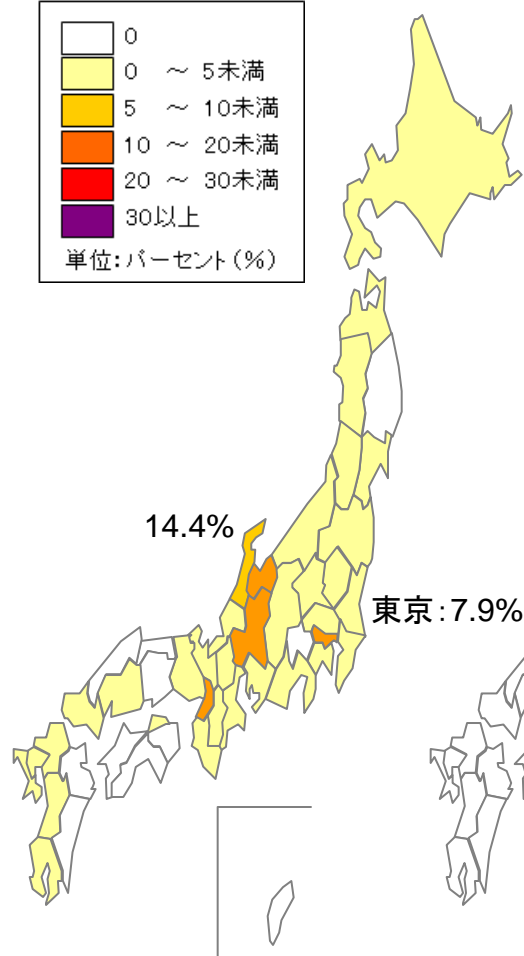 0
0 ～ 5未満
5 ～ 10未満
10 ～ 20未満
20 ～ 30未満
30以上
単位：パーセント（％）
14.4%
東京：7.9%